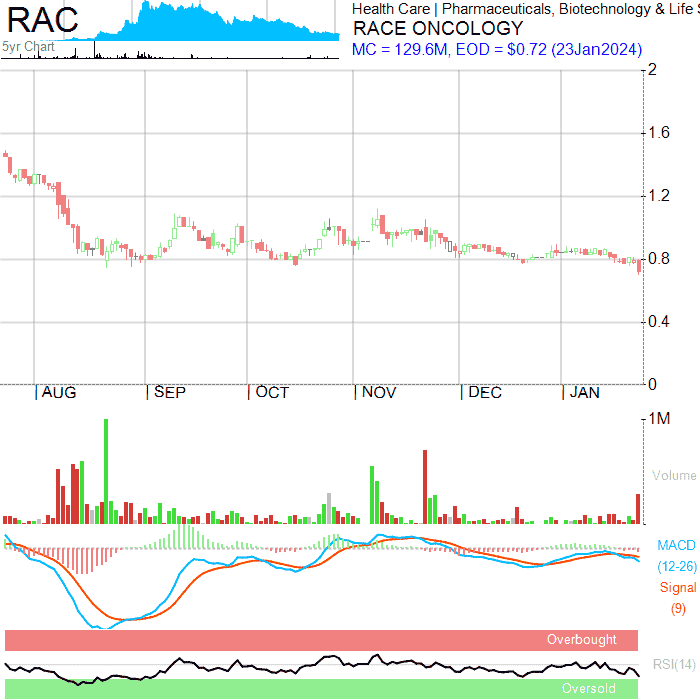 RAC
5yr Chart
Health Care | Pharmaceuticals, Biotechnology & Life S
RACE ONCOLOGY
MC = 129.6M, EOD = $0.72 (23Jan2024)
2
1.6
1.2
0.8
0.4
0
AUG SEP OCT NOV DEC JAN
1M
Volume
MACD
(12-26)
Signal
(9)
Overbought
RSI(14)
Oversold